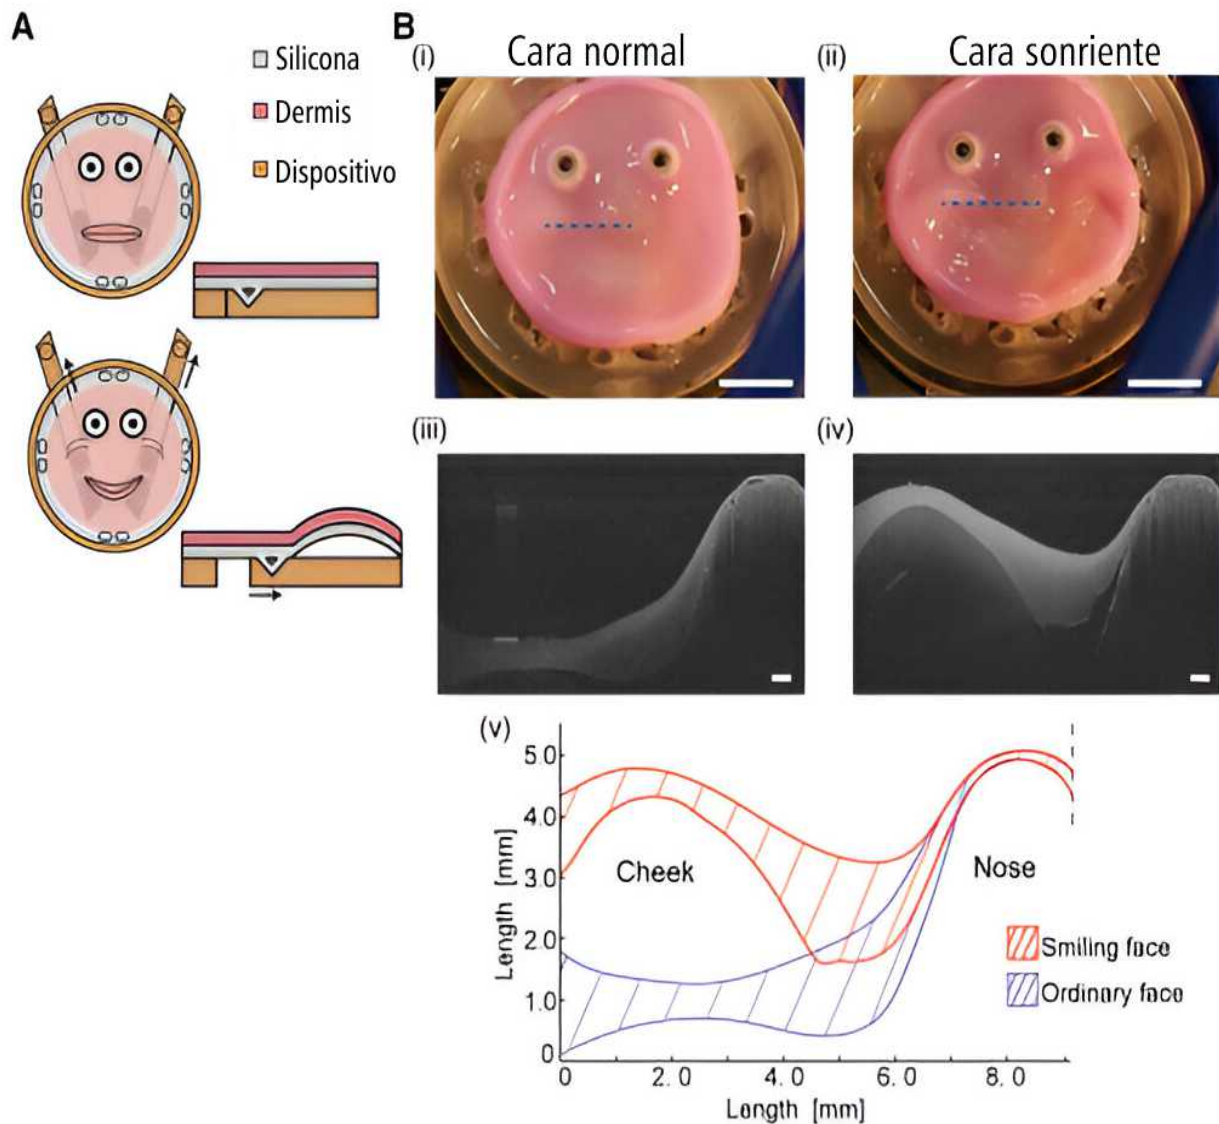 A
Silicona
Dermis
Dispositivo
B
(i)
Cara normal
(ii)
Cara sonriente
(iii)
(iv)
(v)
Length [mm]
5.0
4.0
3.0
2.0
1.0
0
Cheek
Nose
Smiling face
Ordinary face
0 2.0 4.0 6.0 8.0
Length [mm]